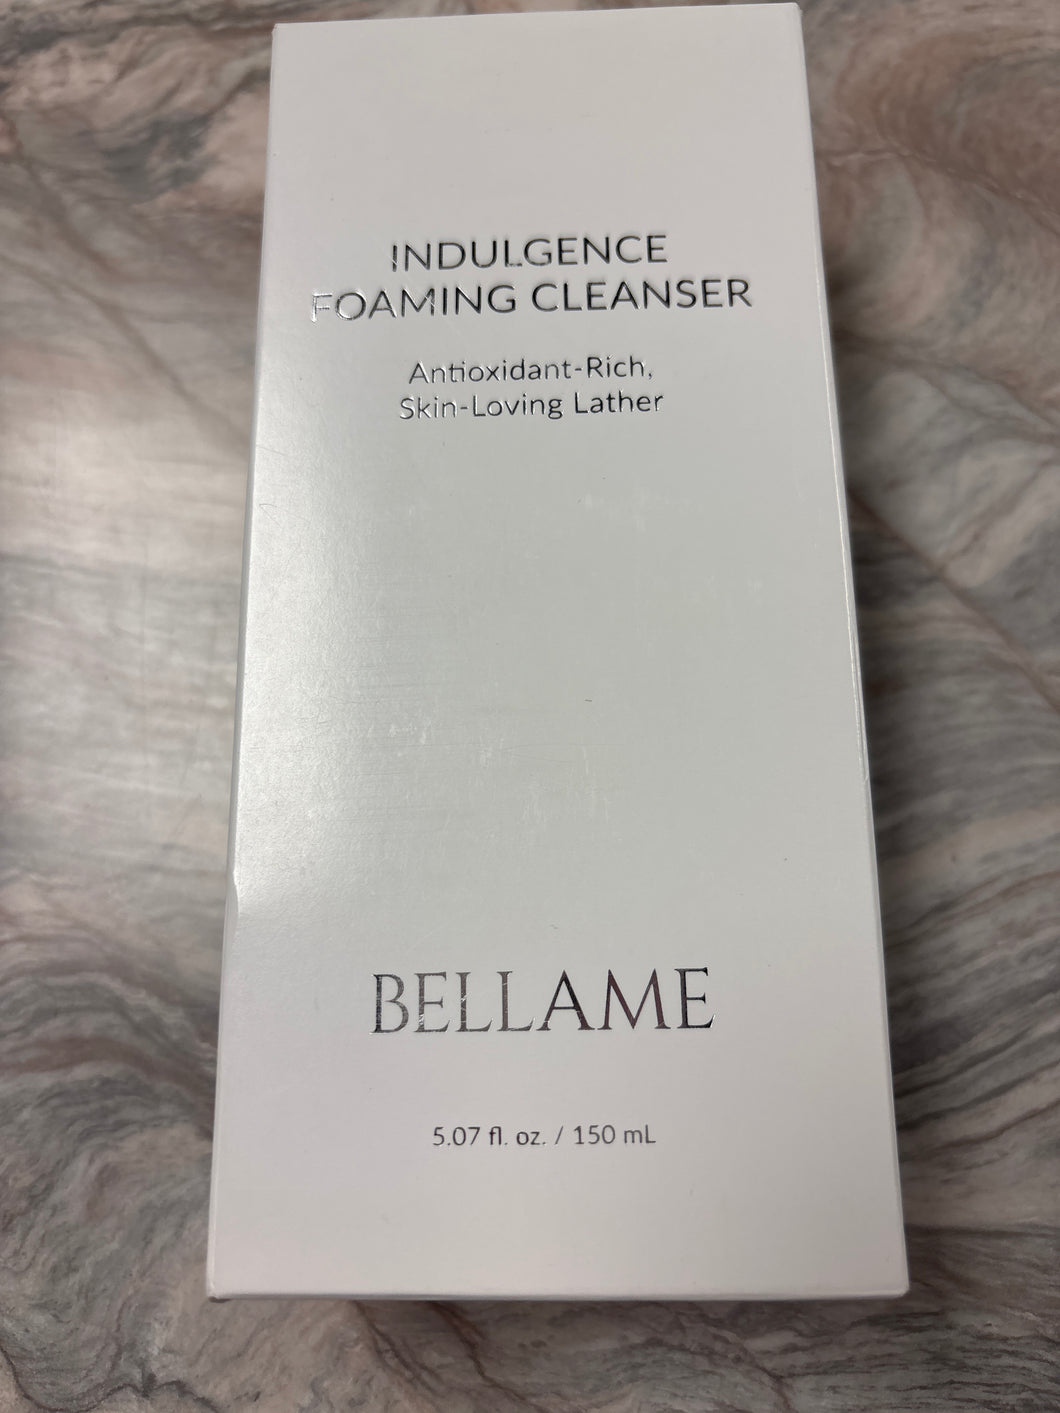 INDULGENCE
FOAMING CLEANSER
Antioxidant-Rich,
Skin-Loving Lather
BELLAME
5.07 fl. oz. / 150 mL